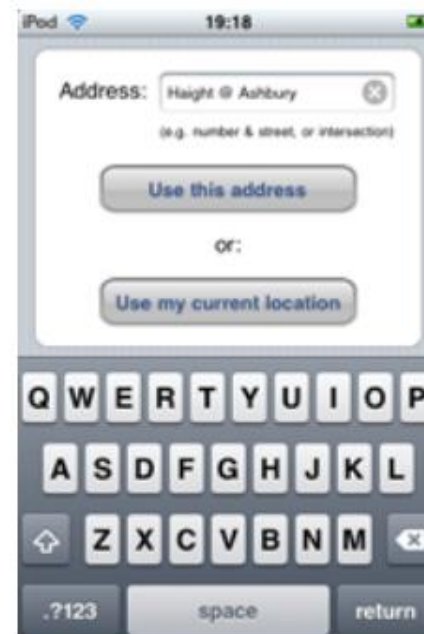 iPod 19:18
Address: Haight @ Ashbury
(e.g. number & street, or intersection)
Use this address
or:
Use my current location
Q W E R T Y U I O P
A S D F G H J K L
Z X C V B N M
.?123 space return